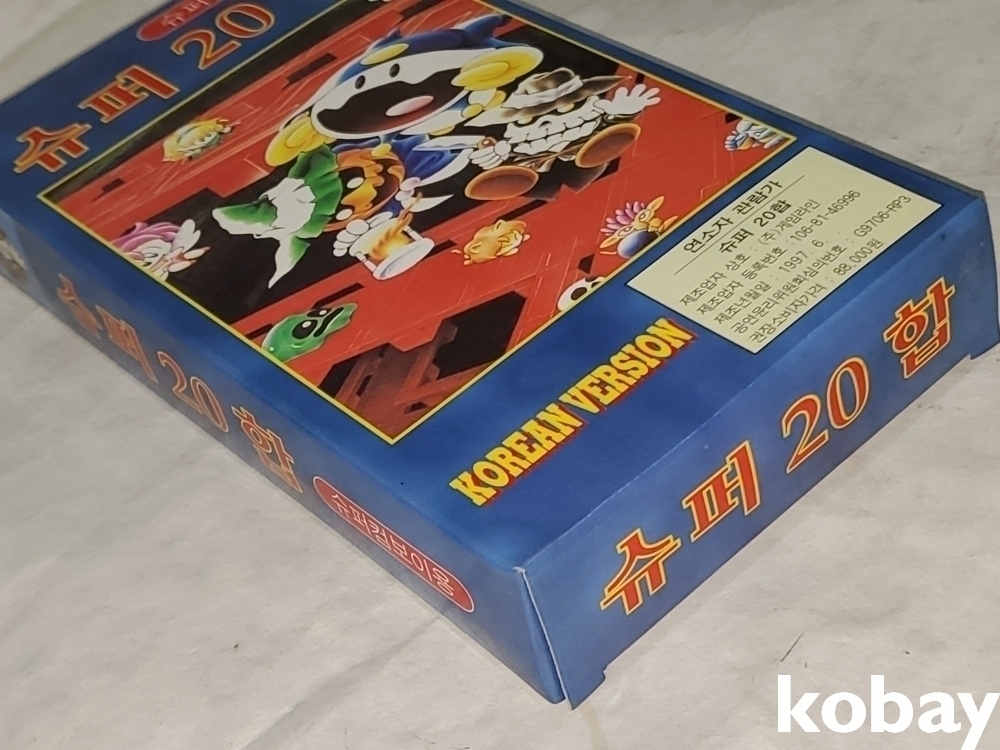 슈퍼
슈퍼 20
연소자 관람가
슈퍼 20합
제조업자 상호 : (주)게임라인
제조업자 등록번호 : 106-81-46996
제조년월일 : 1997. 6.
공연윤리위원회심의번호 : G9706-RP3
권장소비자가격 : 88,000원
KOREAN VERSION
슈퍼 20 합
슈퍼컴보이용
슈퍼 20 합
kobay